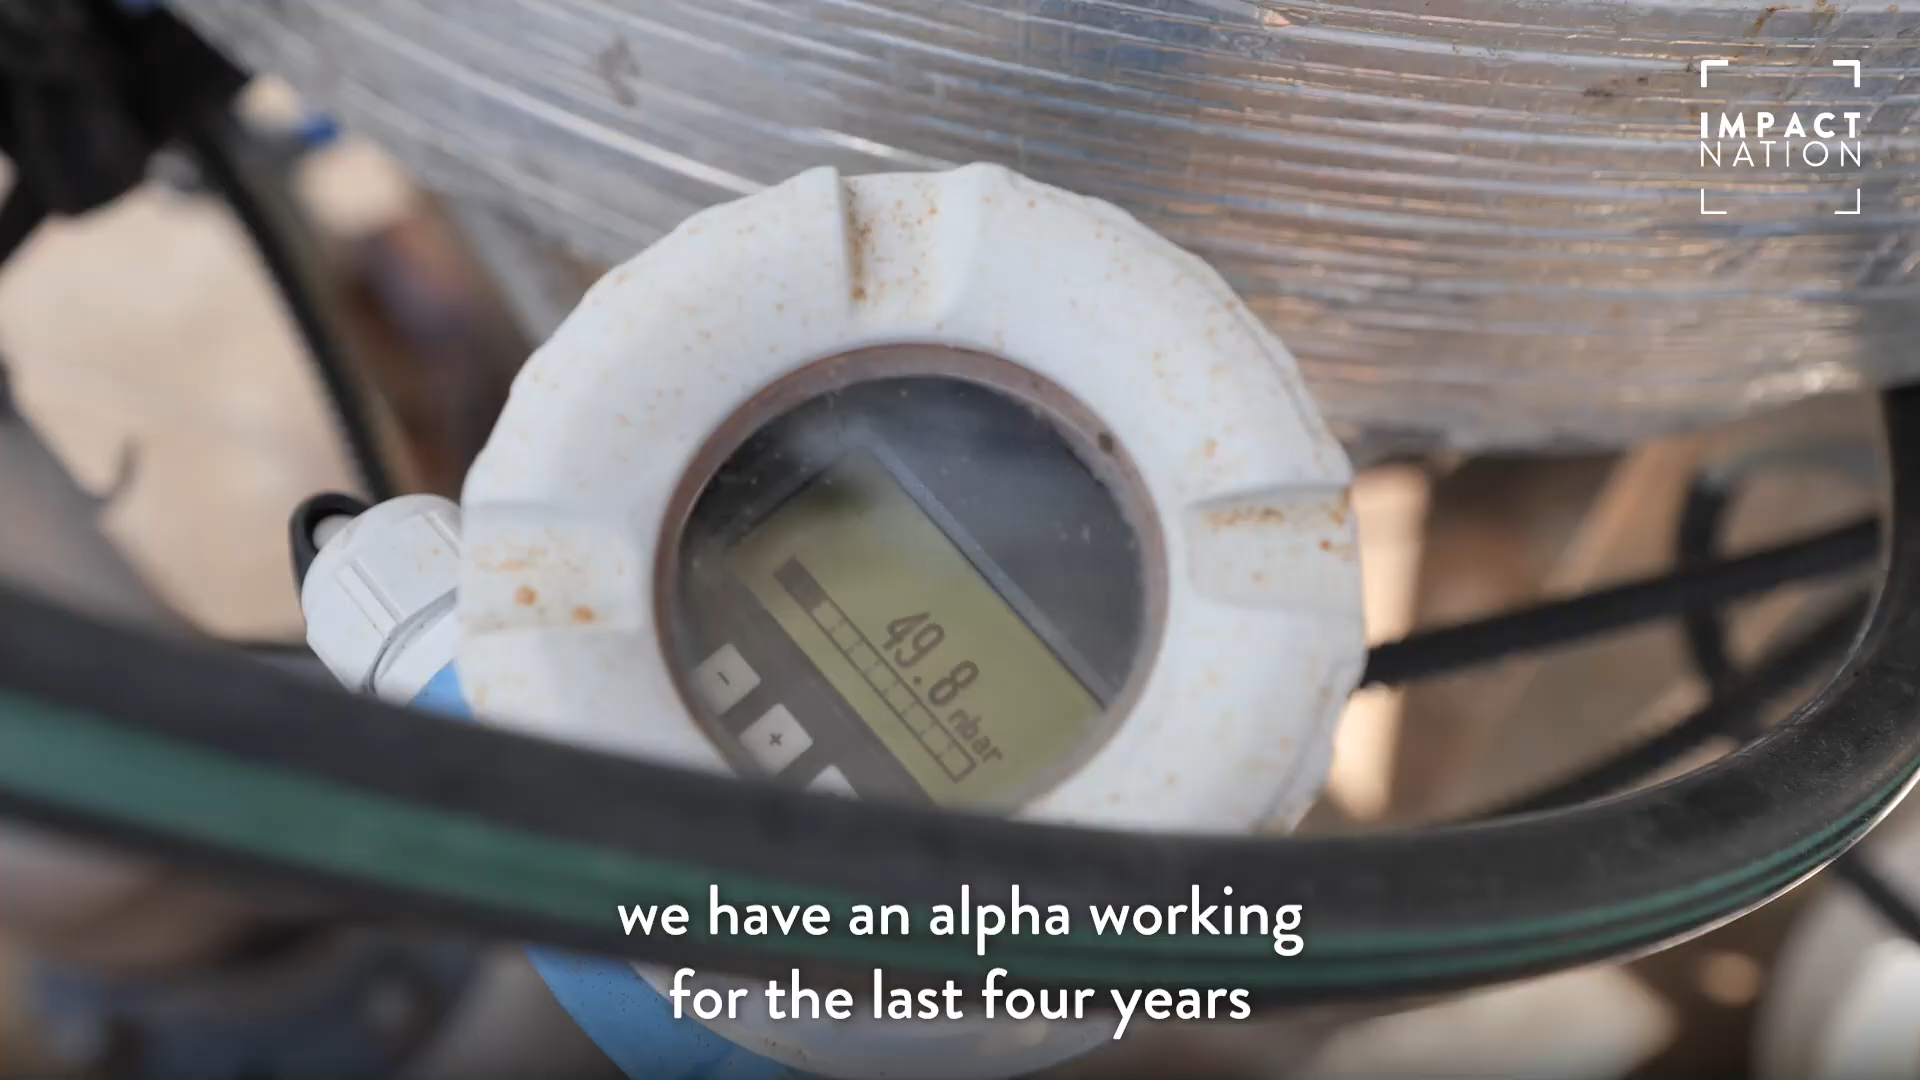 IMPACT
NATION
49.8
mbar
-
+
we have an alpha working
for the last four years